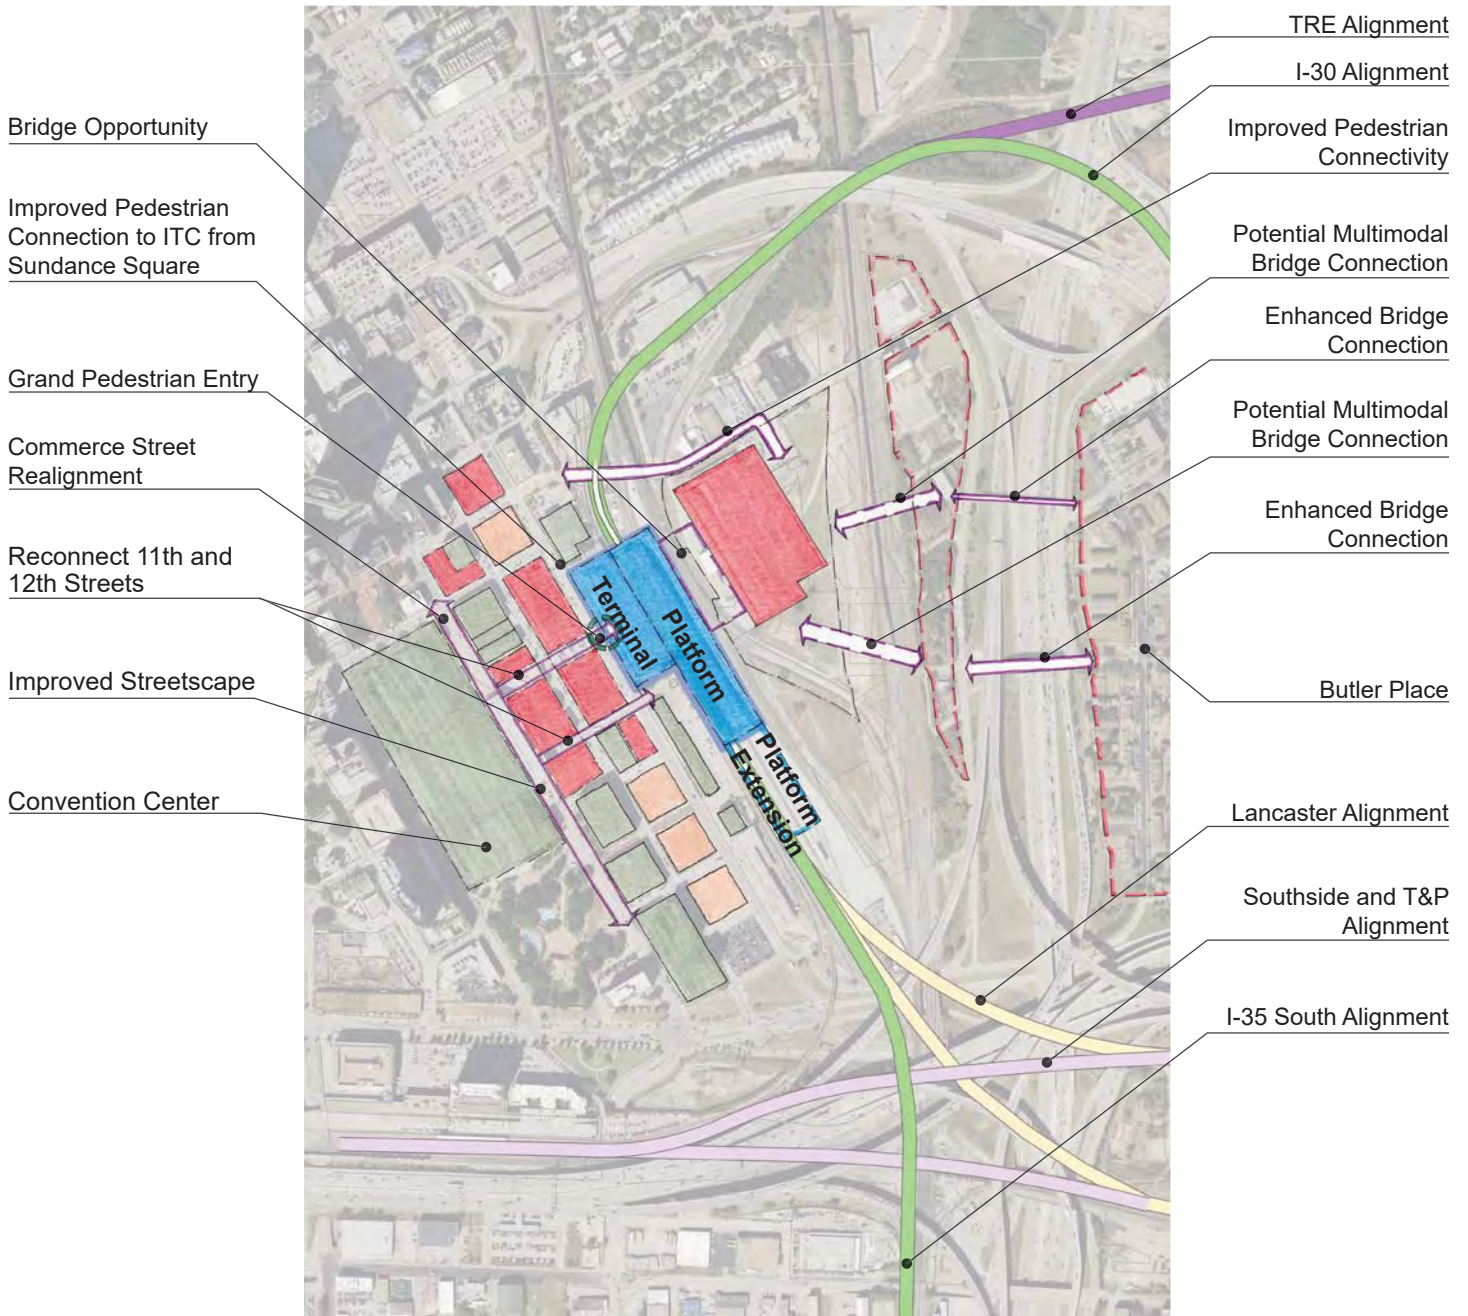 Bridge Opportunity
Improved Pedestrian
Connection to ITC from
Sundance Square
Grand Pedestrian Entry
Commerce Street
Realignment
Reconnect 11th and
12th Streets
Improved Streetscape
Convention Center
Terminal
Platform
Platform
Extension
TRE Alignment
I-30 Alignment
Improved Pedestrian
Connectivity
Potential Multimodal
Bridge Connection
Enhanced Bridge
Connection
Potential Multimodal
Bridge Connection
Enhanced Bridge
Connection
Butler Place
Lancaster Alignment
Southside and T&P
Alignment
I-35 South Alignment